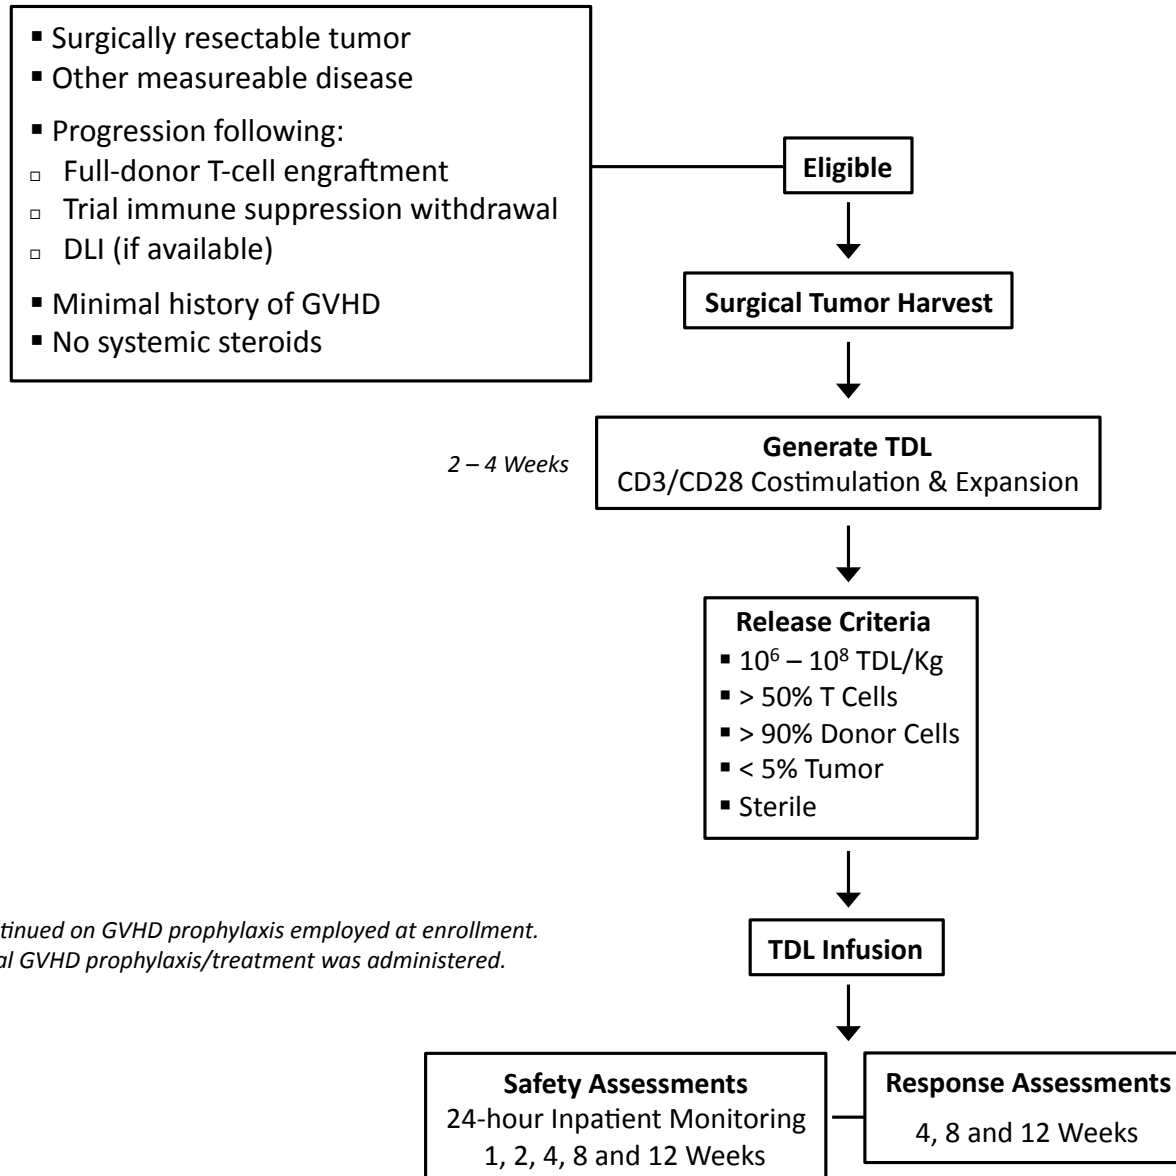 ▪ Surgically resectable tumor
▪ Other measureable disease
▪ Progression following:
▫ Full-donor T-cell engraftment
▫ Trial immune suppression withdrawal
▫ DLI (if available)
▪ Minimal history of GVHD
▪ No systemic steroids
Eligible
Surgical Tumor Harvest
2 – 4 Weeks
Generate TDL
CD3/CD28 Costimulation & Expansion
Release Criteria
▪ 10⁶ – 10⁸ TDL/Kg
▪ > 50% T Cells
▪ > 90% Donor Cells
▪ < 5% Tumor
▪ Sterile
on GVHD prophylaxis employed at enrollment.
GVHD prophylaxis/treatment was administered.
TDL Infusion
Safety Assessments
24-hour Inpatient Monitoring
1, 2, 4, 8 and 12 Weeks
Response Assessments
4, 8 and 12 Weeks